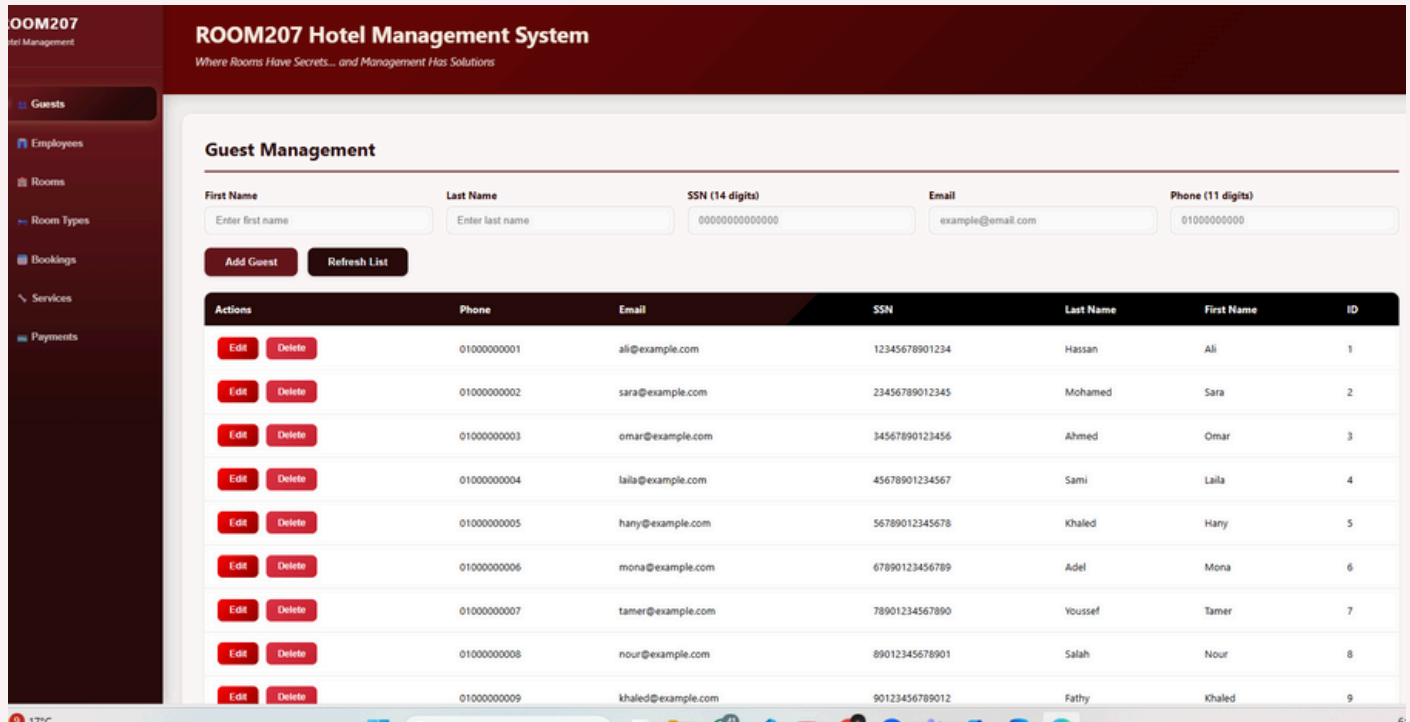 OOM207
otel Management
Guests
Employees
Rooms
Room Types
Bookings
Services
Payments
ROOM207 Hotel Management System
Where Rooms Have Secrets... and Management Has Solutions
Guest Management
First Name Last Name SSN (14 digits) Email Phone (11 digits)
Enter first name Enter last name 00000000000000 example@email.com 01000000000
Add Guest Refresh List
Actions Phone Email SSN Last Name First Name ID
Edit Delete 01000000001 ali@example.com 12345678901234 Hassan Ali 1
Edit Delete 01000000002 sara@example.com 23456789012345 Mohamed Sara 2
Edit Delete 01000000003 omar@example.com 34567890123456 Ahmed Omar 3
Edit Delete 01000000004 laila@example.com 45678901234567 Sami Laila 4
Edit Delete 01000000005 hany@example.com 56789012345678 Khaled Hany 5
Edit Delete 01000000006 mona@example.com 67890123456789 Adel Mona 6
Edit Delete 01000000007 tamer@example.com 78901234567890 Youssef Tamer 7
Edit Delete 01000000008 nour@example.com 89012345678901 Salah Nour 8
Edit Delete 01000000009 khaled@example.com 90123456789012 Fathy Khaled 9
9 17°C